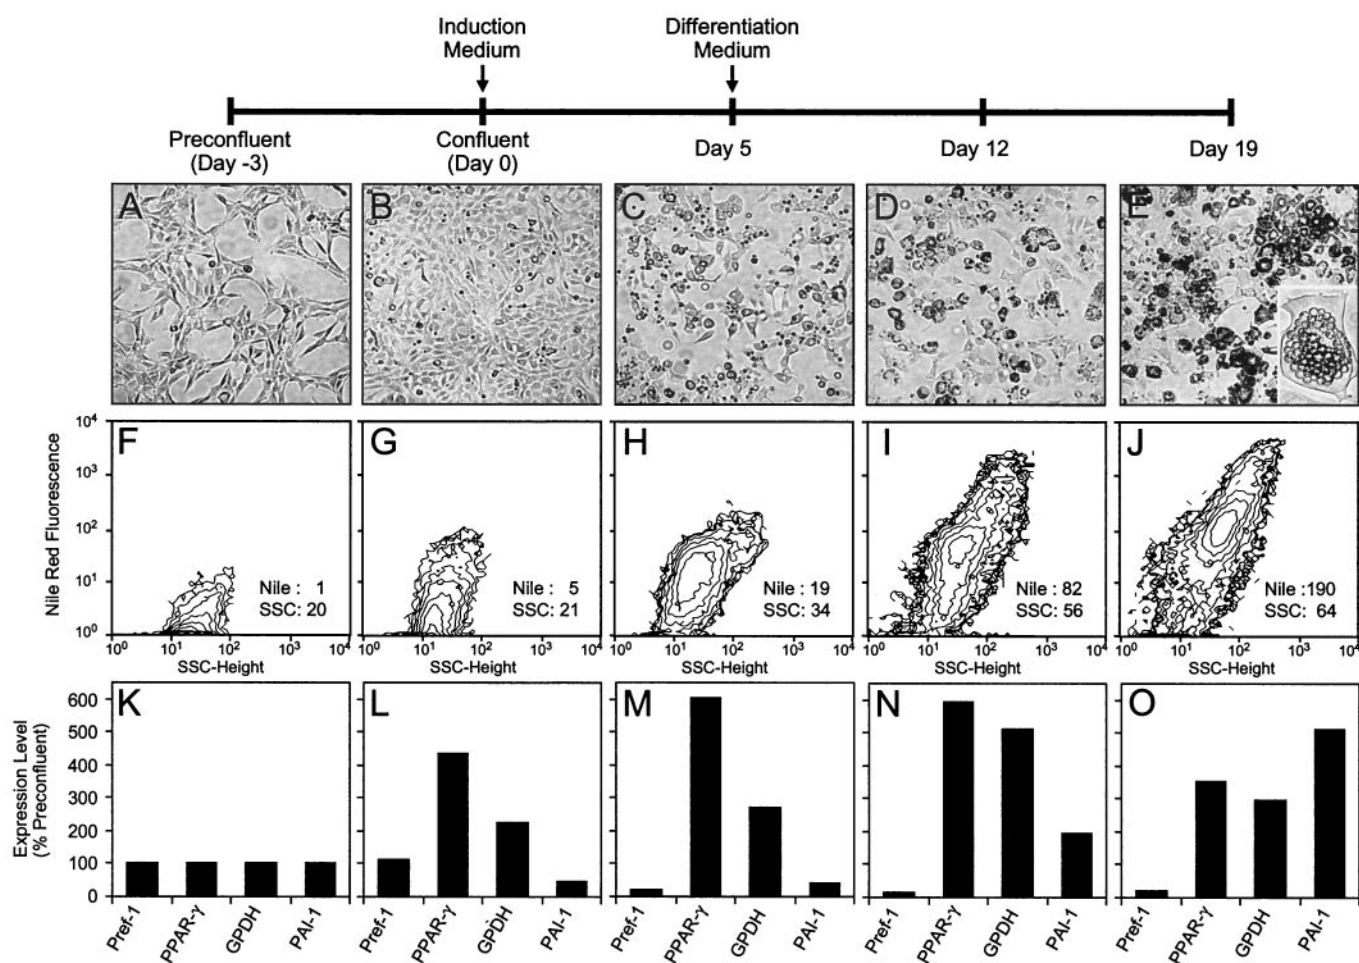 Induction
Medium
Differentiation
Medium
Preconfluent
(Day -3)
Confluent
(Day 0)
Day 5
Day 12
Day 19
A
B
C
D
E
Nile Red Fluorescence
10⁴
10³
10²
10¹
10⁰
F
Nile : 1
SSC: 20
G
Nile : 5
SSC: 21
H
Nile : 19
SSC: 34
I
Nile : 82
SSC: 56
J
Nile :190
SSC: 64
10⁰ 10¹ 10² 10³ 10⁴
10⁰ 10¹ 10² 10³ 10⁴
10⁰ 10¹ 10² 10³ 10⁴
10⁰ 10¹ 10² 10³ 10⁴
10⁰ 10¹ 10² 10³ 10⁴
SSC-Height
SSC-Height
SSC-Height
SSC-Height
SSC-Height
Expression Level
(% Preconfluent)
600
500
400
300
200
100
0
K
L
M
N
O
Pref-1 PPAR-γ GPDH PAI-1
Pref-1 PPAR-γ GPDH PAI-1
Pref-1 PPAR-γ GPDH PAI-1
Pref-1 PPAR-γ GPDH PAI-1
Pref-1 PPAR-γ GPDH PAI-1